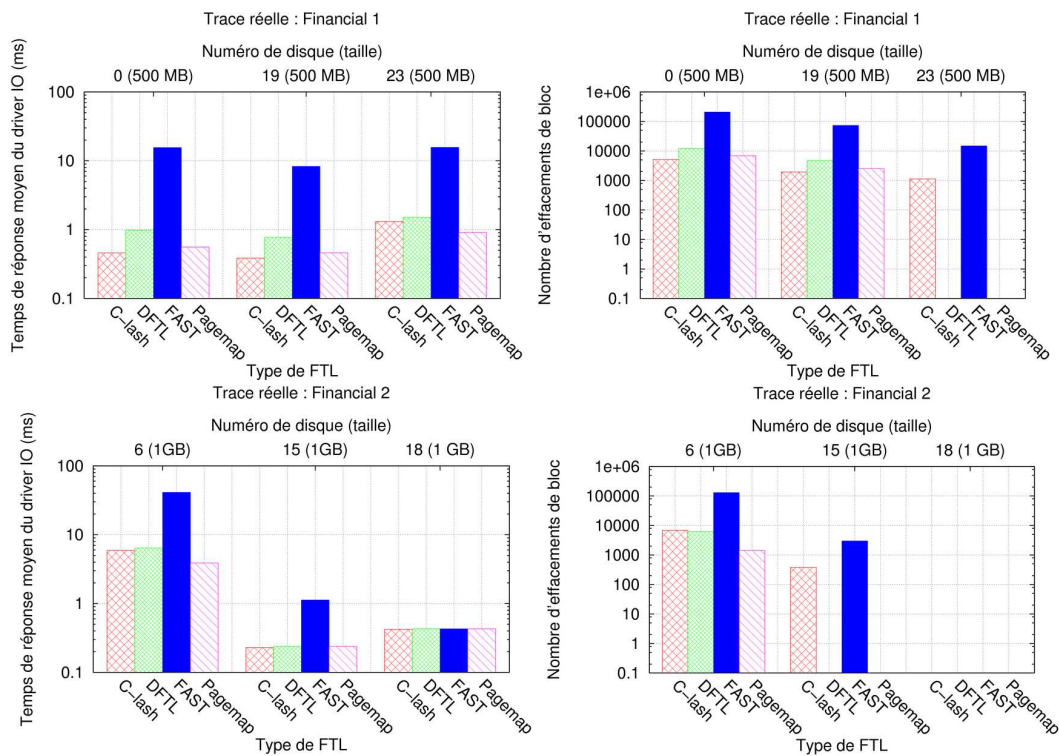 Trace réelle : Financial 1
Numéro de disque (taille)
0 (500 MB) 19 (500 MB) 23 (500 MB)
Temps de réponse moyen du driver IO (ms)
100
10
1
0.1
C-lash DFTL FAST Pagemap C-lash DFTL FAST Pagemap C-lash DFTL FAST Pagemap
Type de FTL
Trace réelle : Financial 1
Numéro de disque (taille)
0 (500 MB) 19 (500 MB) 23 (500 MB)
Nombre d'effacements de bloc
1e+06
100000
10000
1000
100
10
1
0.1
C-lash DFTL FAST Pagemap C-lash DFTL FAST Pagemap C-lash DFTL FAST Pagemap
Type de FTL
Trace réelle : Financial 2
Numéro de disque (taille)
6 (1GB) 15 (1GB) 18 (1 GB)
Temps de réponse moyen du driver IO (ms)
100
10
1
0.1
C-lash DFTL FAST Pagemap C-lash DFTL FAST Pagemap C-lash DFTL FAST Pagemap
Type de FTL
Trace réelle : Financial 2
Numéro de disque (taille)
6 (1GB) 15 (1GB) 18 (1 GB)
Nombre d'effacements de bloc
1e+06
100000
10000
1000
100
10
1
0.1
C-lash DFTL FAST Pagemap C-lash DFTL FAST Pagemap C-lash DFTL FAST Pagemap
Type de FTL